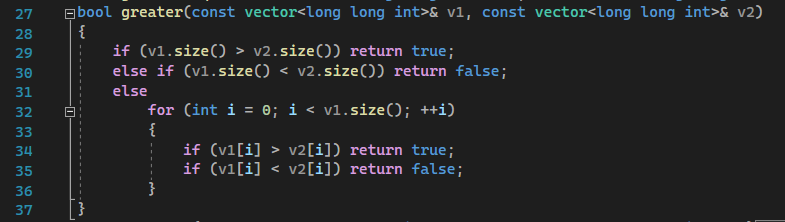 27 bool greater(const vector<long long int>& v1, const vector<long long int>& v2)
28 {
29 if (v1.size() > v2.size()) return true;
30 else if (v1.size() < v2.size()) return false;
31 else
32 for (int i = 0; i < v1.size(); ++i)
33 {
34 if (v1[i] > v2[i]) return true;
35 if (v1[i] < v2[i]) return false;
36 }
37 }